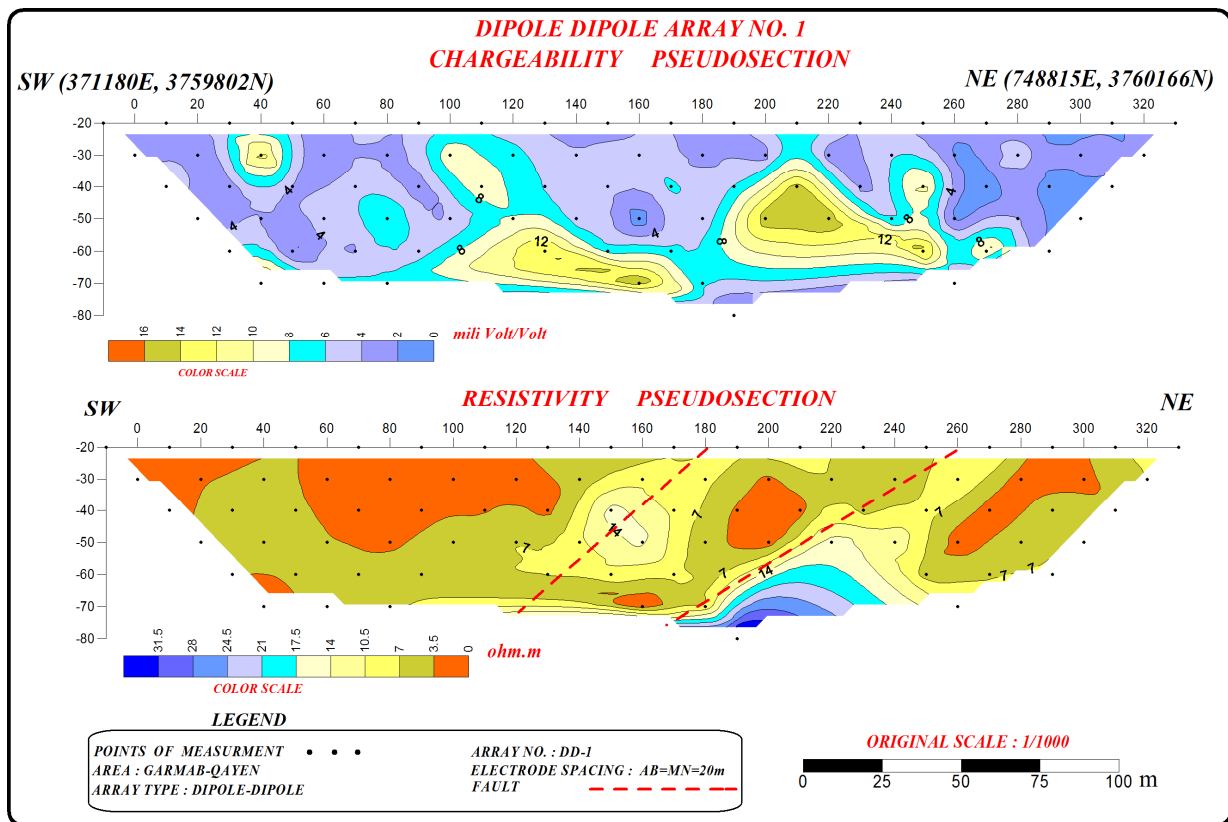 DIPOLE DIPOLE ARRAY NO. 1
CHARGEABILITY PSEUDOSECTION
SW (371180E, 3759802N) NE (748815E, 3760166N)
0 20 40 60 80 100 120 140 160 180 200 220 240 260 280 300 320
-20
-30
-40
-50
-60
-70
-80
4 4 4 8 8 12 4 8 12 8 4 8
16 14 12 10 8 6 4 2 0
mili Volt/Volt
COLOR SCALE
RESISTIVITY PSEUDOSECTION
SW NE
0 20 40 60 80 100 120 140 160 180 200 220 240 260 280 300 320
-20
-30
-40
-50
-60
-70
-80
7 14 7 7 14 7 7 7
31.5 28 24.5 21 17.5 14 10.5 7 3.5 0
ohm.m
COLOR SCALE
LEGEND
POINTS OF MEASURMENT
AREA : GARMAB-QAYEN
ARRAY TYPE : DIPOLE-DIPOLE
ARRAY NO. : DD-1
ELECTRODE SPACING : AB=MN=20m
FAULT
ORIGINAL SCALE : 1/1000
0 25 50 75 100 m